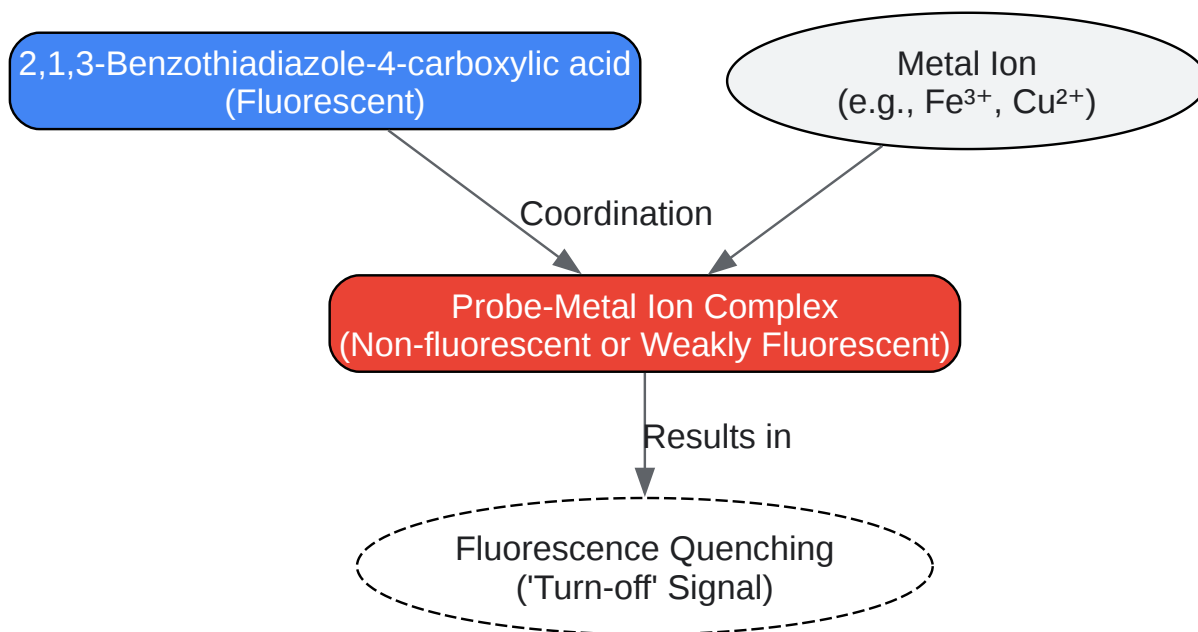 2,1,3-Benzothiadiazole-4-carboxylic acid
(Fluorescent)
Metal Ion
(e.g., Fe³⁺, Cu²⁺)
Coordination
Probe-Metal Ion Complex
(Non-fluorescent or Weakly Fluorescent)
Results in
Fluorescence Quenching
('Turn-off' Signal)